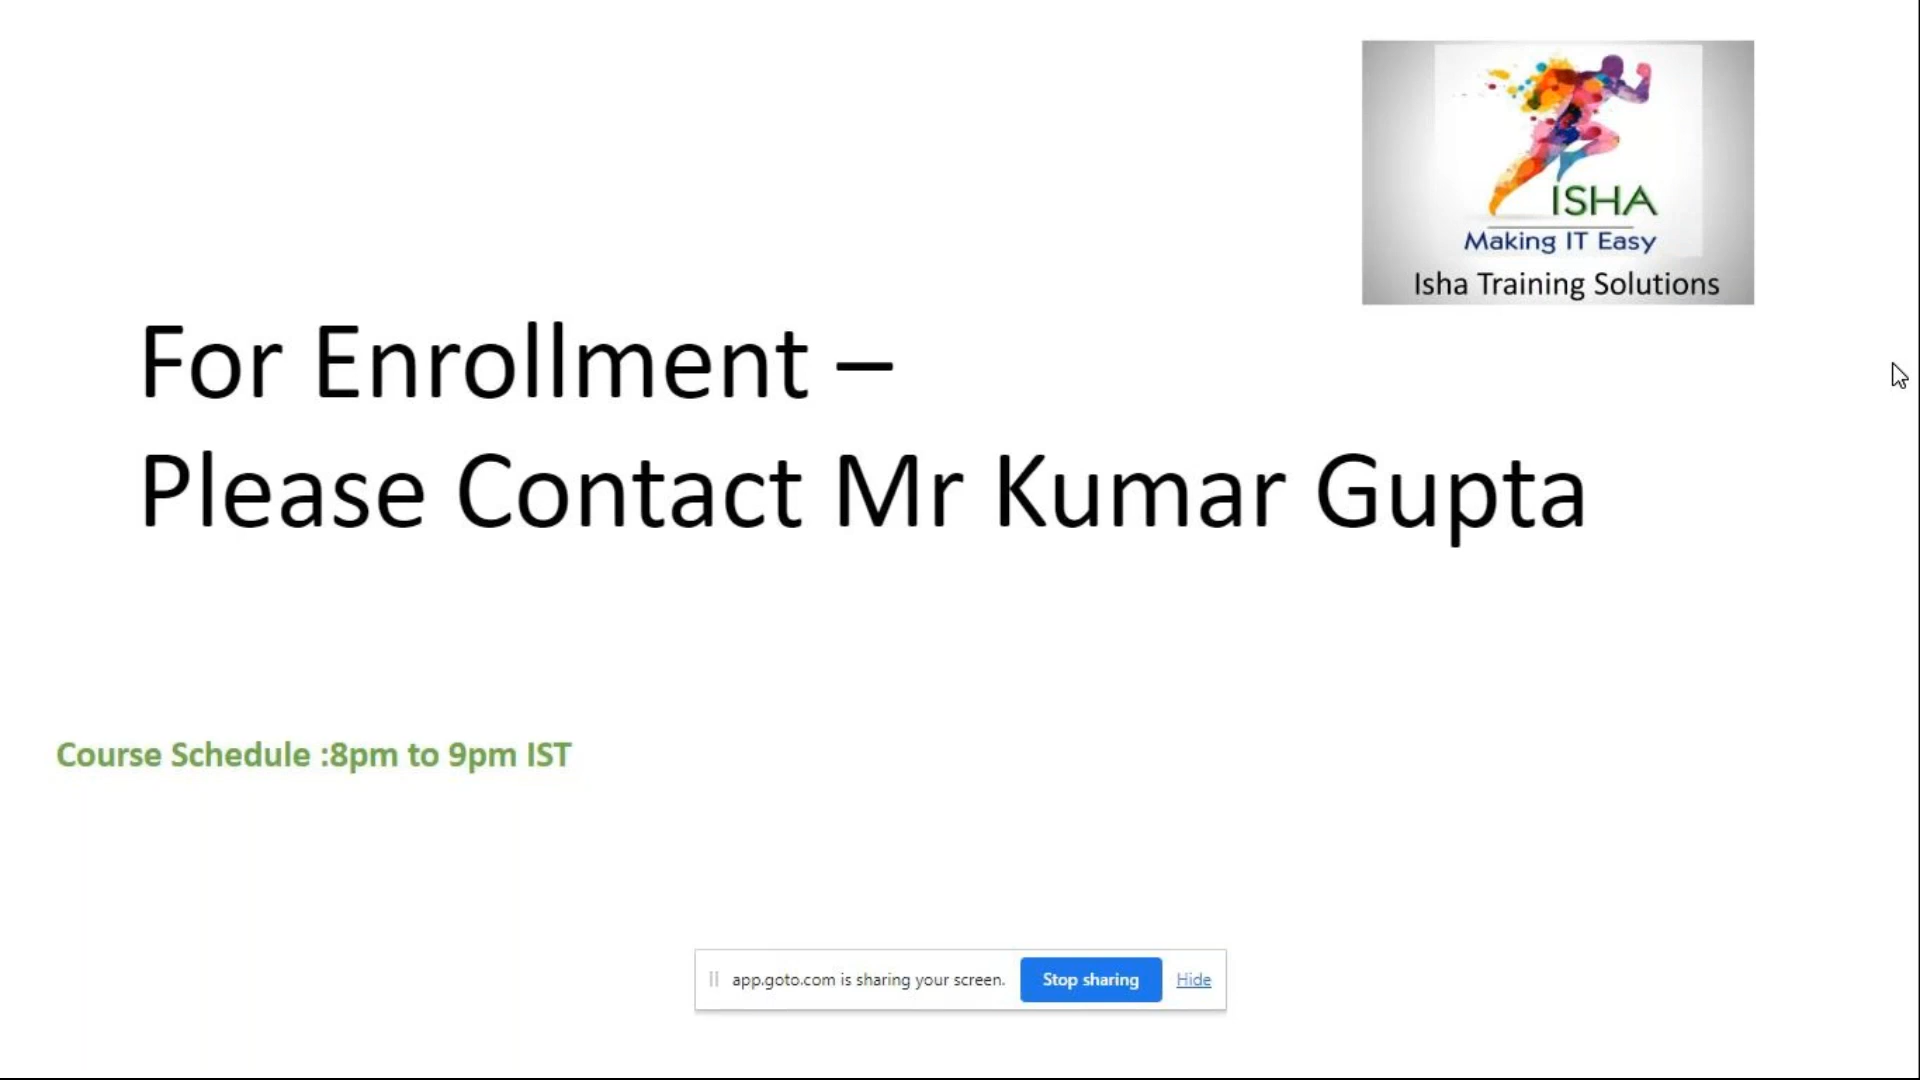 ISHA
Making IT Easy
Isha Training Solutions
For Enrollment –
Please Contact Mr Kumar Gupta
Course Schedule :8pm to 9pm IST
app.goto.com is sharing your screen. Stop sharing Hide